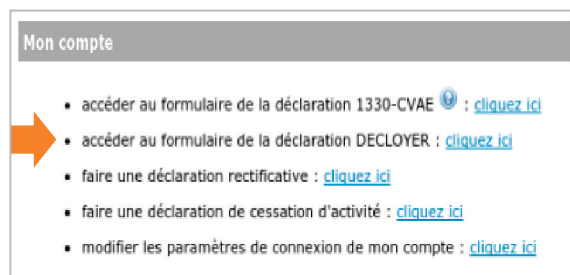 Mon compte
• accéder au formulaire de la déclaration 1330-CVAE ? : cliquez ici
• accéder au formulaire de la déclaration DECLOYER : cliquez ici
• faire une déclaration rectificative : cliquez ici
• faire une déclaration de cessation d'activité : cliquez ici
• modifier les paramètres de connexion de mon compte : cliquez ici